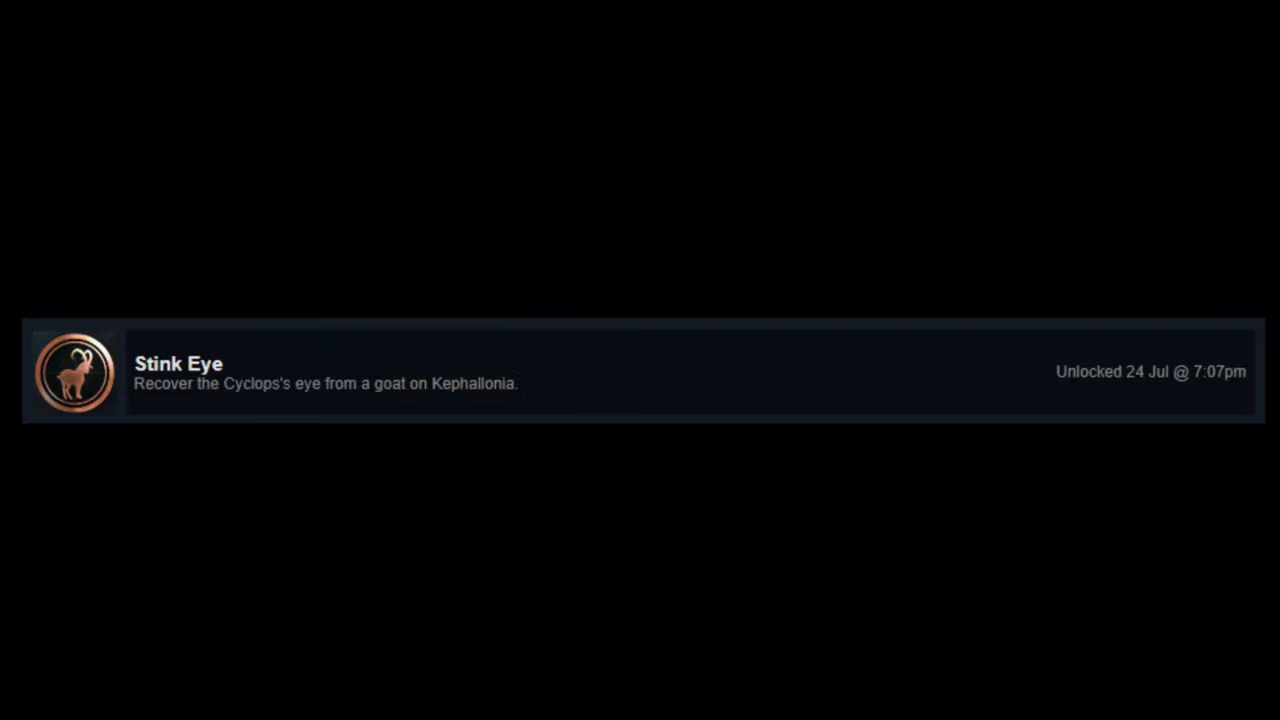 Stink Eye
Recover the Cyclops's eye from a goat on Kephallonia.
Unlocked 24 Jul @ 7:07pm